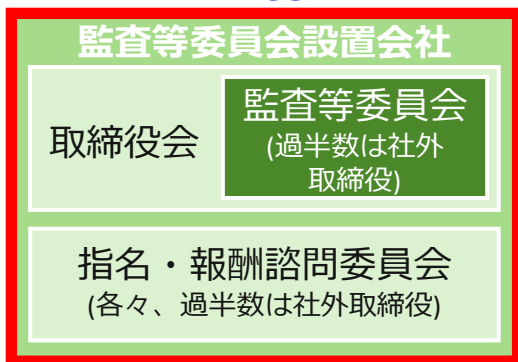 監査等委員会設置会社
取締役会
監査等委員会
(過半数は社外
取締役)
指名・報酬諮問委員会
(各々、過半数は社外取締役)